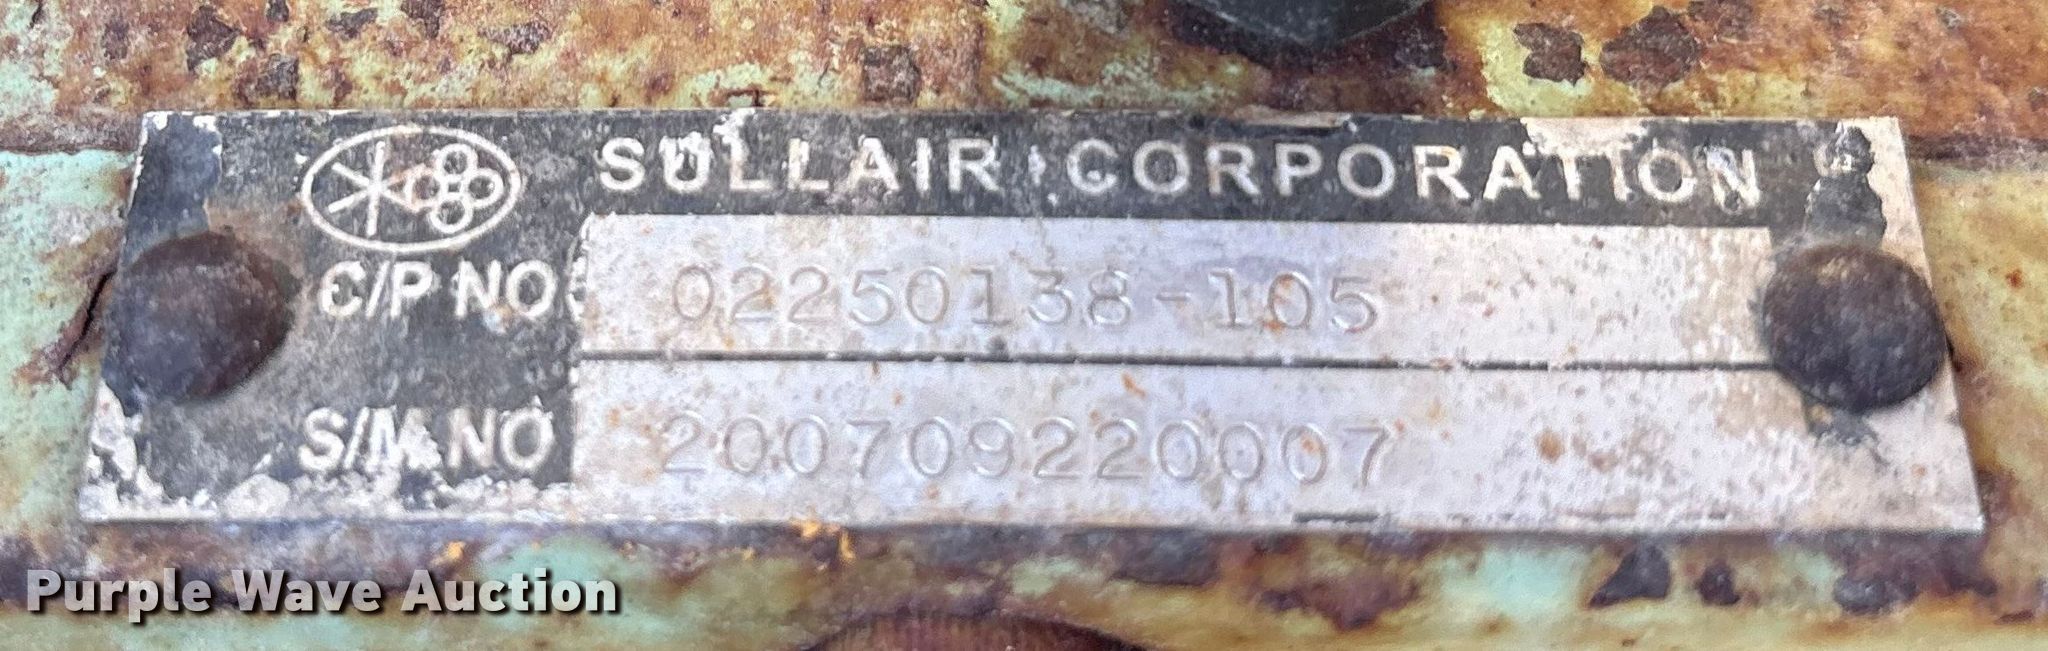 SULLAIR CORPORATION
C/P NO 02250138-105
S/M NO 200709220007
Purple Wave Auction